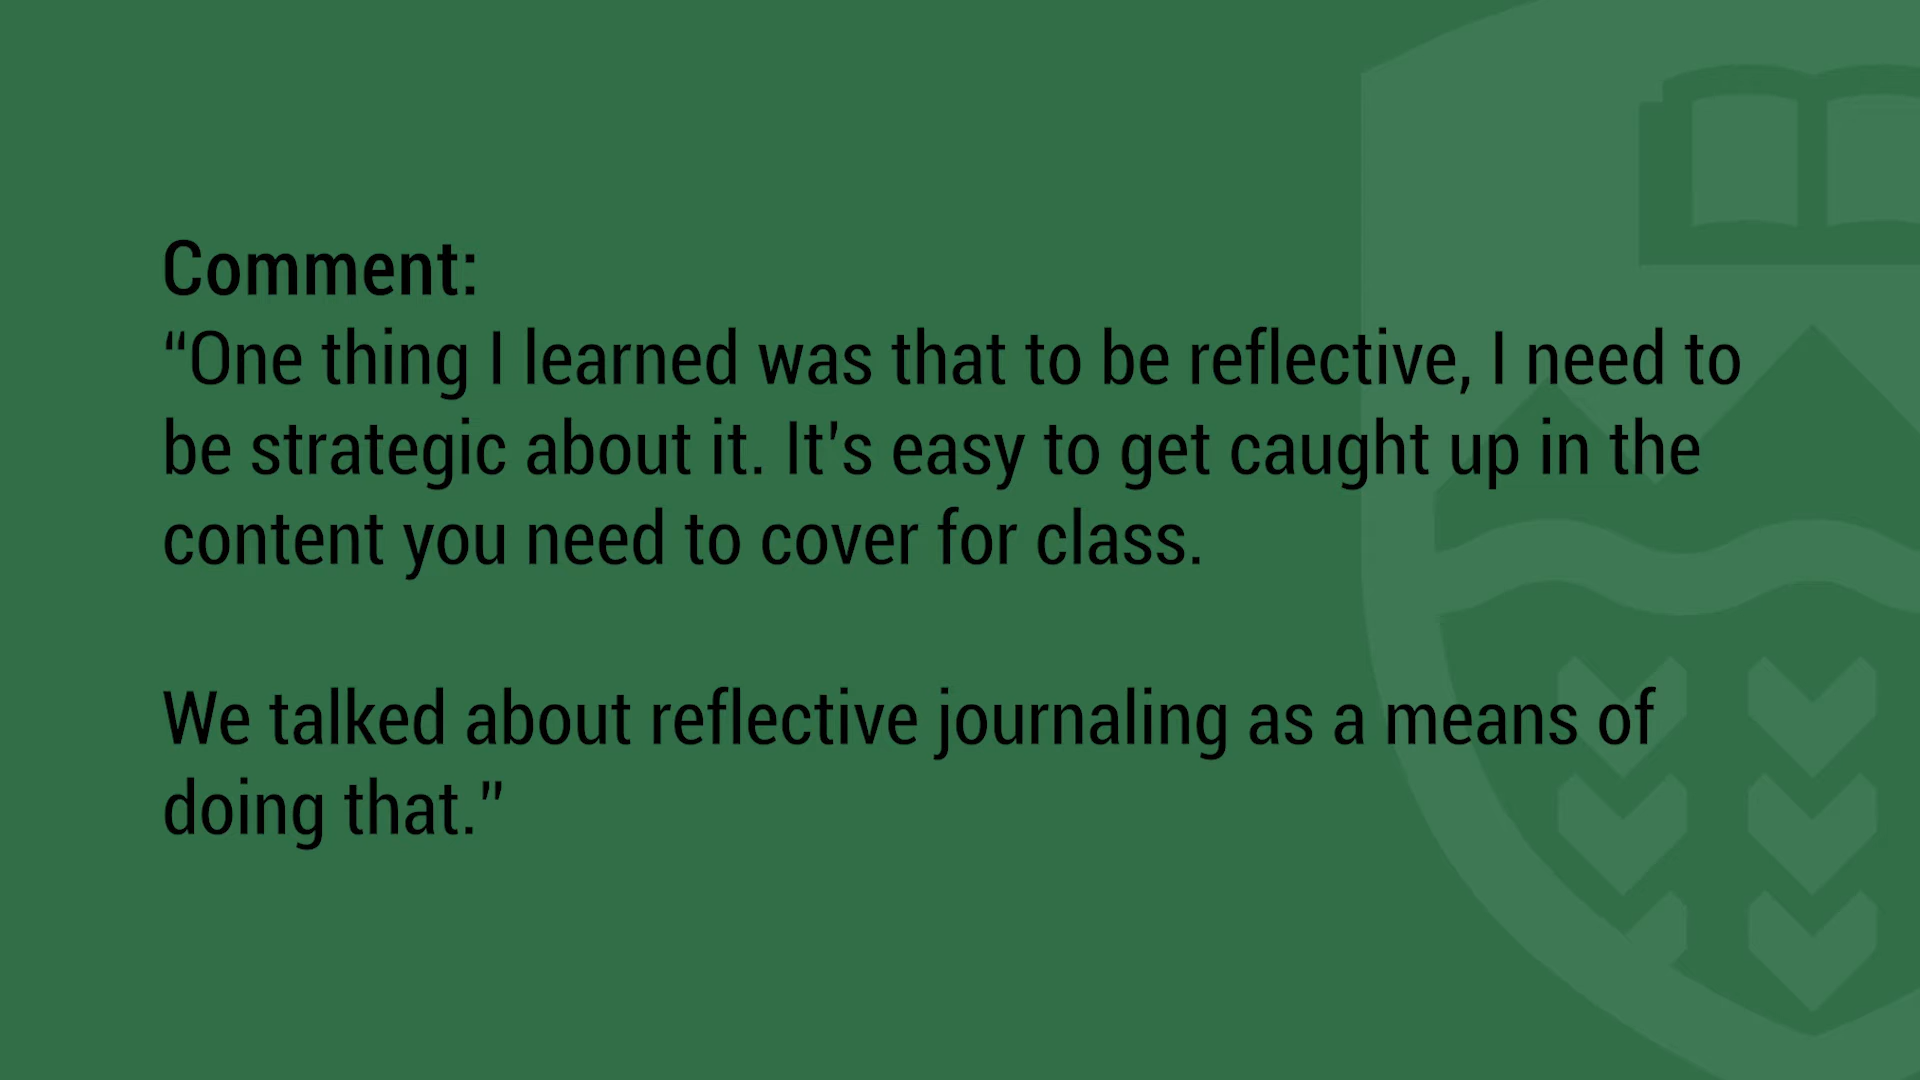 Comment:
“One thing I learned was that to be reflective, I need to
be strategic about it. It's easy to get caught up in the
content you need to cover for class.
We talked about reflective journaling as a means of
doing that.”